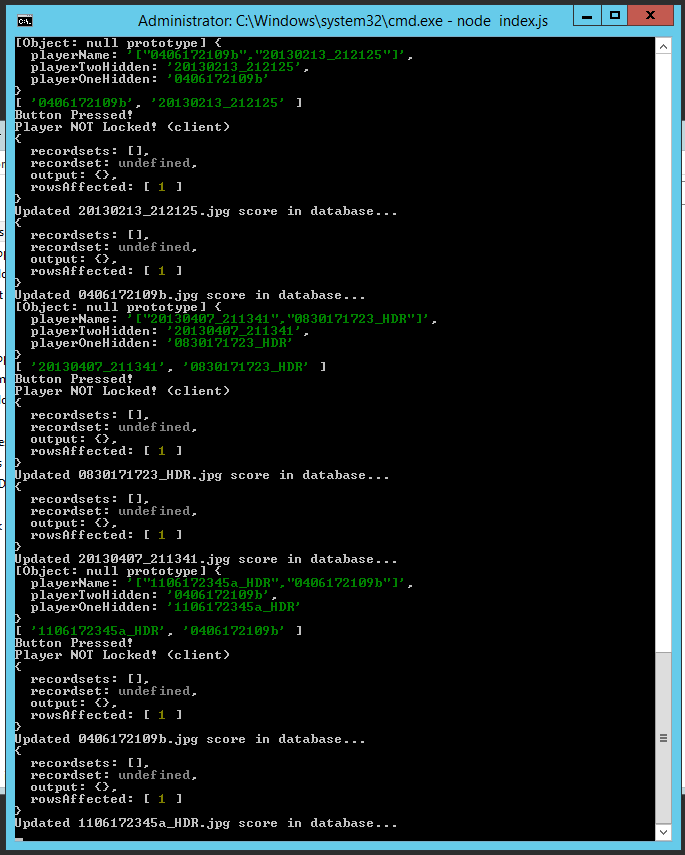 Administrator: C:\Windows\system32\cmd.exe - node index.js
[Object: null prototype] {
  playerName: '["0406172109b","20130213_212125"]',
  playerTwoHidden: '20130213_212125',
  playerOneHidden: '0406172109b'
}
[ '0406172109b', '20130213_212125' ]
Button Pressed!
Player NOT Locked! (client)
{
  recordsets: [],
  recordset: undefined,
  output: {},
  rowsAffected: [ 1 ]
}
Updated 20130213_212125.jpg score in database...
{
  recordsets: [],
  recordset: undefined,
  output: {},
  rowsAffected: [ 1 ]
}
Updated 0406172109b.jpg score in database...
[Object: null prototype] {
  playerName: '["20130407_211341","0830171723_HDR"]',
  playerTwoHidden: '20130407_211341',
  playerOneHidden: '0830171723_HDR'
}
[ '20130407_211341', '0830171723_HDR' ]
Button Pressed!
Player NOT Locked! (client)
{
  recordsets: [],
  recordset: undefined,
  output: {},
  rowsAffected: [ 1 ]
}
Updated 0830171723_HDR.jpg score in database...
{
  recordsets: [],
  recordset: undefined,
  output: {},
  rowsAffected: [ 1 ]
}
Updated 20130407_211341.jpg score in database...
[Object: null prototype] {
  playerName: '["1106172345a_HDR","0406172109b"]',
  playerTwoHidden: '0406172109b',
  playerOneHidden: '1106172345a_HDR'
}
[ '1106172345a_HDR', '0406172109b' ]
Button Pressed!
Player NOT Locked! (client)
{
  recordsets: [],
  recordset: undefined,
  output: {},
  rowsAffected: [ 1 ]
}
Updated 0406172109b.jpg score in database...
{
  recordsets: [],
  recordset: undefined,
  output: {},
  rowsAffected: [ 1 ]
}
Updated 1106172345a_HDR.jpg score in database...